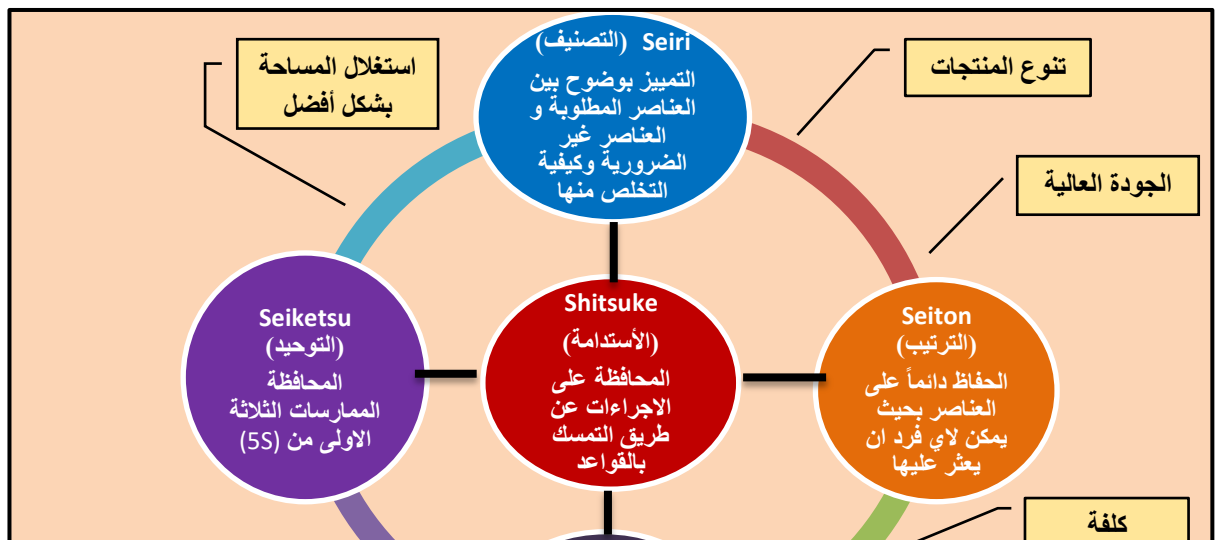 Seiri (التصنيف)
التمييز بوضوح بين
العناصر المطلوبة و
العناصر غير
الضرورية وكيفية
التخلص منها
تنوع المنتجات
الجودة العالية
استغلال المساحة
بشكل أفضل
Seiton
(الترتيب)
الحفاظ دائماً على
العناصر بحيث
يمكن لاي فرد ان
يعثر عليها
Shitsuke
(الأستدامة)
المحافظة على
الاجراءات عن
طريق التمسك
بالقواعد
Seiketsu
(التوحيد)
المحافظة
الممارسات الثلاثة
الاولى من (5S)
كلفة